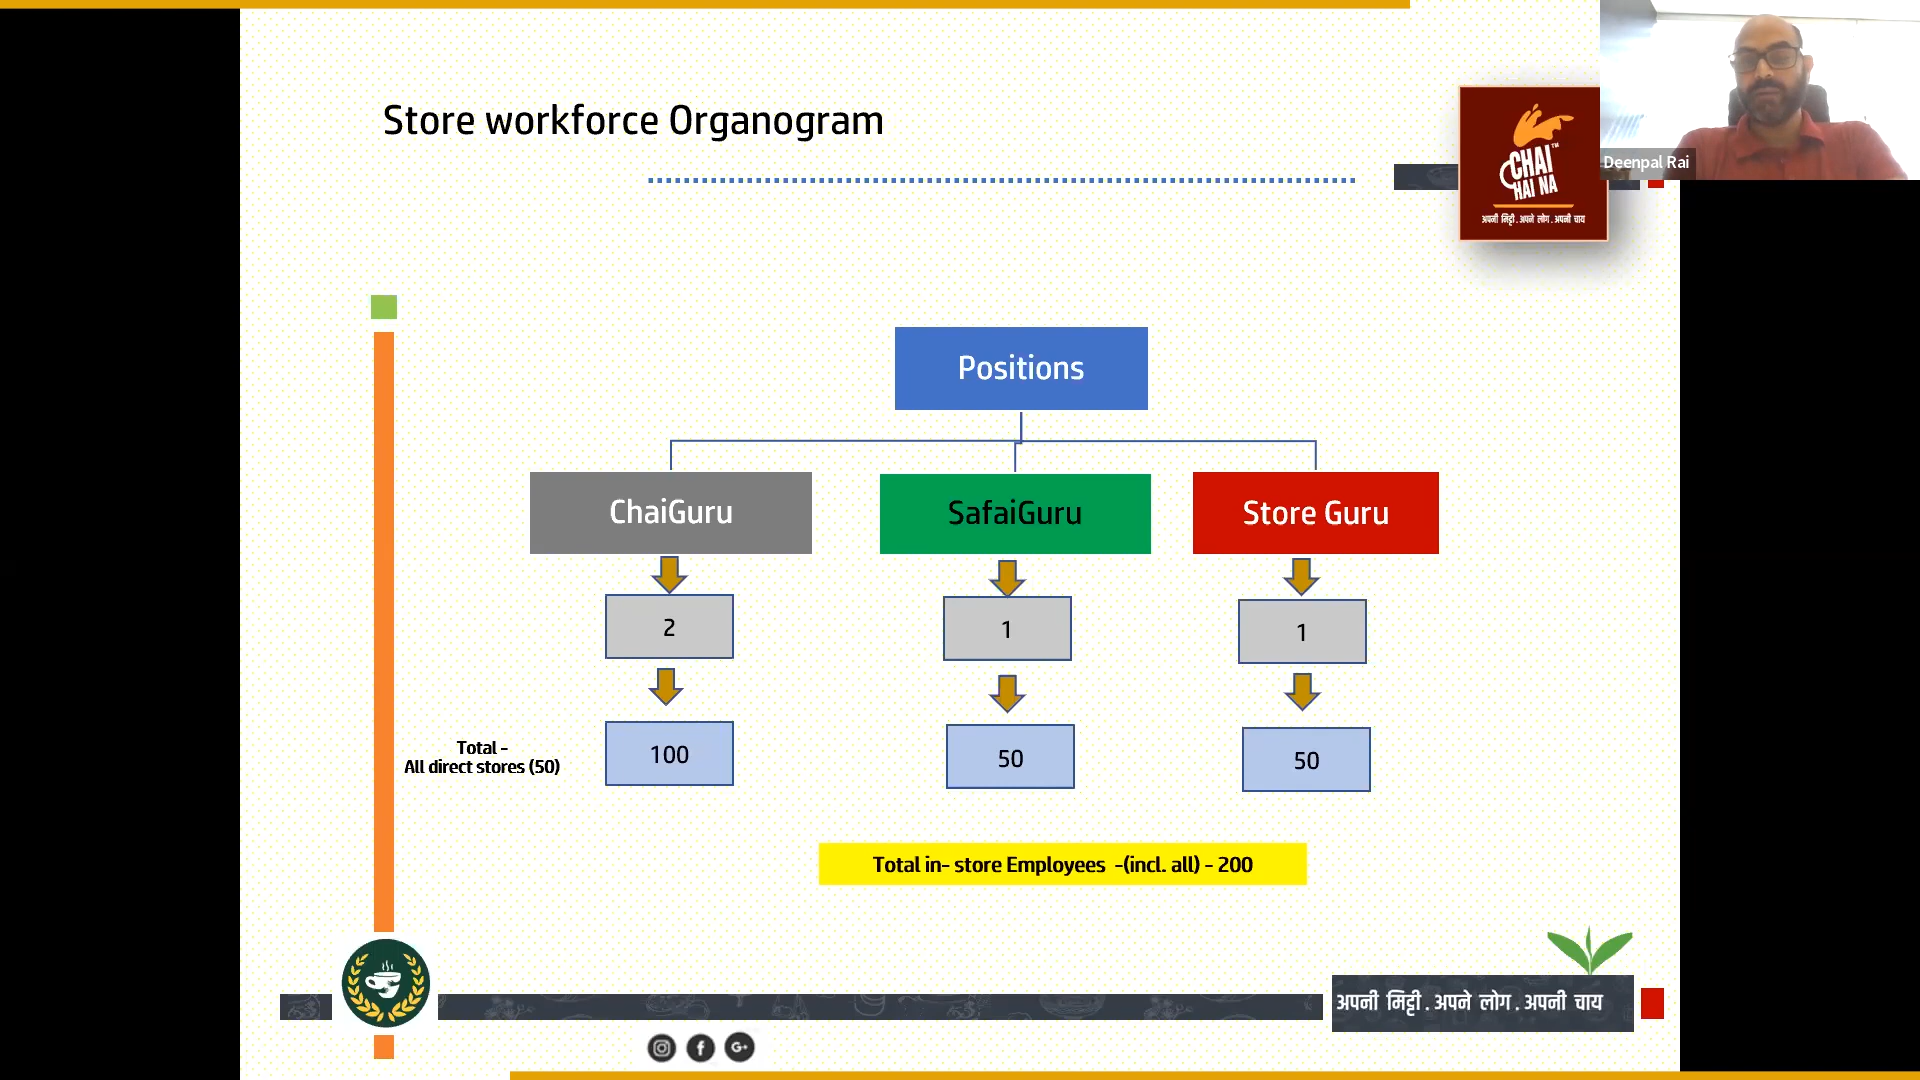 Store workforce Organogram
CHAI
HAI NA
TM
अपनी मिट्टी . अपने लोग . अपनी चाय
Deenpal Rai
Positions
ChaiGuru
SafaiGuru
Store Guru
2
1
1
Total -
All direct stores (50)
100
50
50
Total in- store Employees -(incl. all) - 200
अपनी मिट्टी . अपने लोग . अपनी चाय
f
G+